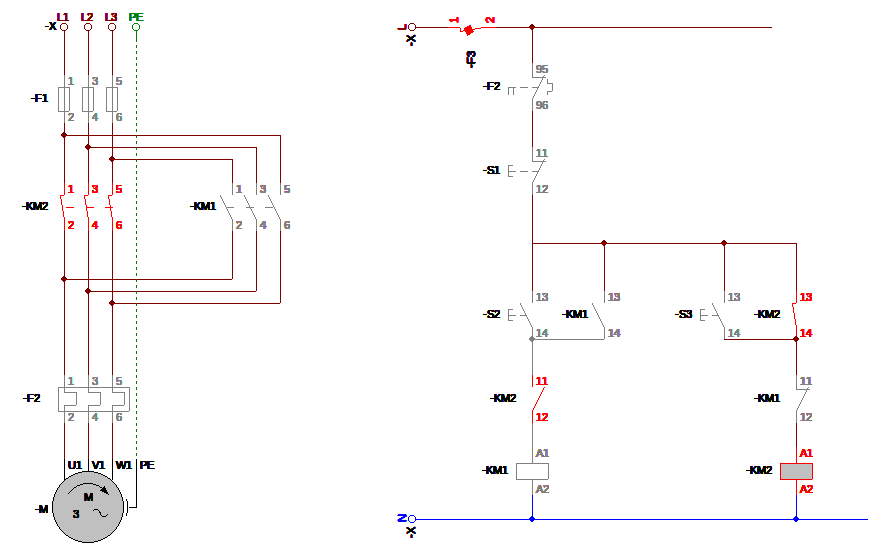 L1 L2 L3 PE
-X
1 3 5
-F1
2 4 6
1 3 5
-KM2
2 4 6
1 3 5
-KM1
2 4 6
1 3 5
-F2
2 4 6
U1 V1 W1 PE
-M
M
3
L
-X
1 2
-F3
95
-F2
96
11
-S1
12
13
-S2
14
13
-KM1
14
13
-S3
14
13
-KM2
14
11
-KM2
12
11
-KM1
12
A1
-KM1
A2
A1
-KM2
A2
N
-X